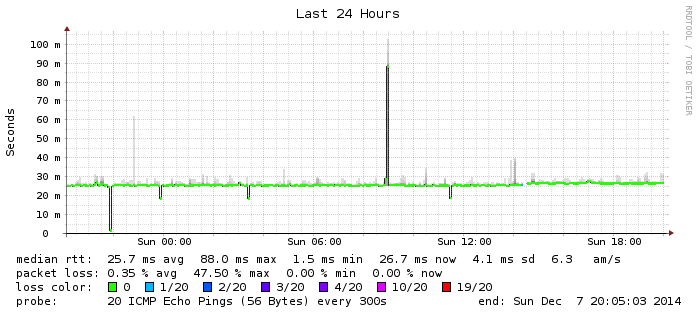 Last 24 Hours
RRDTOOL / TOBI OETIKER
Seconds
100 m
90 m
80 m
70 m
60 m
50 m
40 m
30 m
20 m
10 m
0
Sun 00:00 Sun 06:00 Sun 12:00 Sun 18:00
median rtt: 25.7 ms avg 88.0 ms max 1.5 ms min 26.7 ms now 4.1 ms sd 6.3 am/s
packet loss: 0.35 % avg 47.50 % max 0.00 % min 0.00 % now
loss color: 0 1/20 2/20 3/20 4/20 10/20 19/20
probe: 20 ICMP Echo Pings (56 Bytes) every 300s end: Sun Dec 7 20:05:03 2014